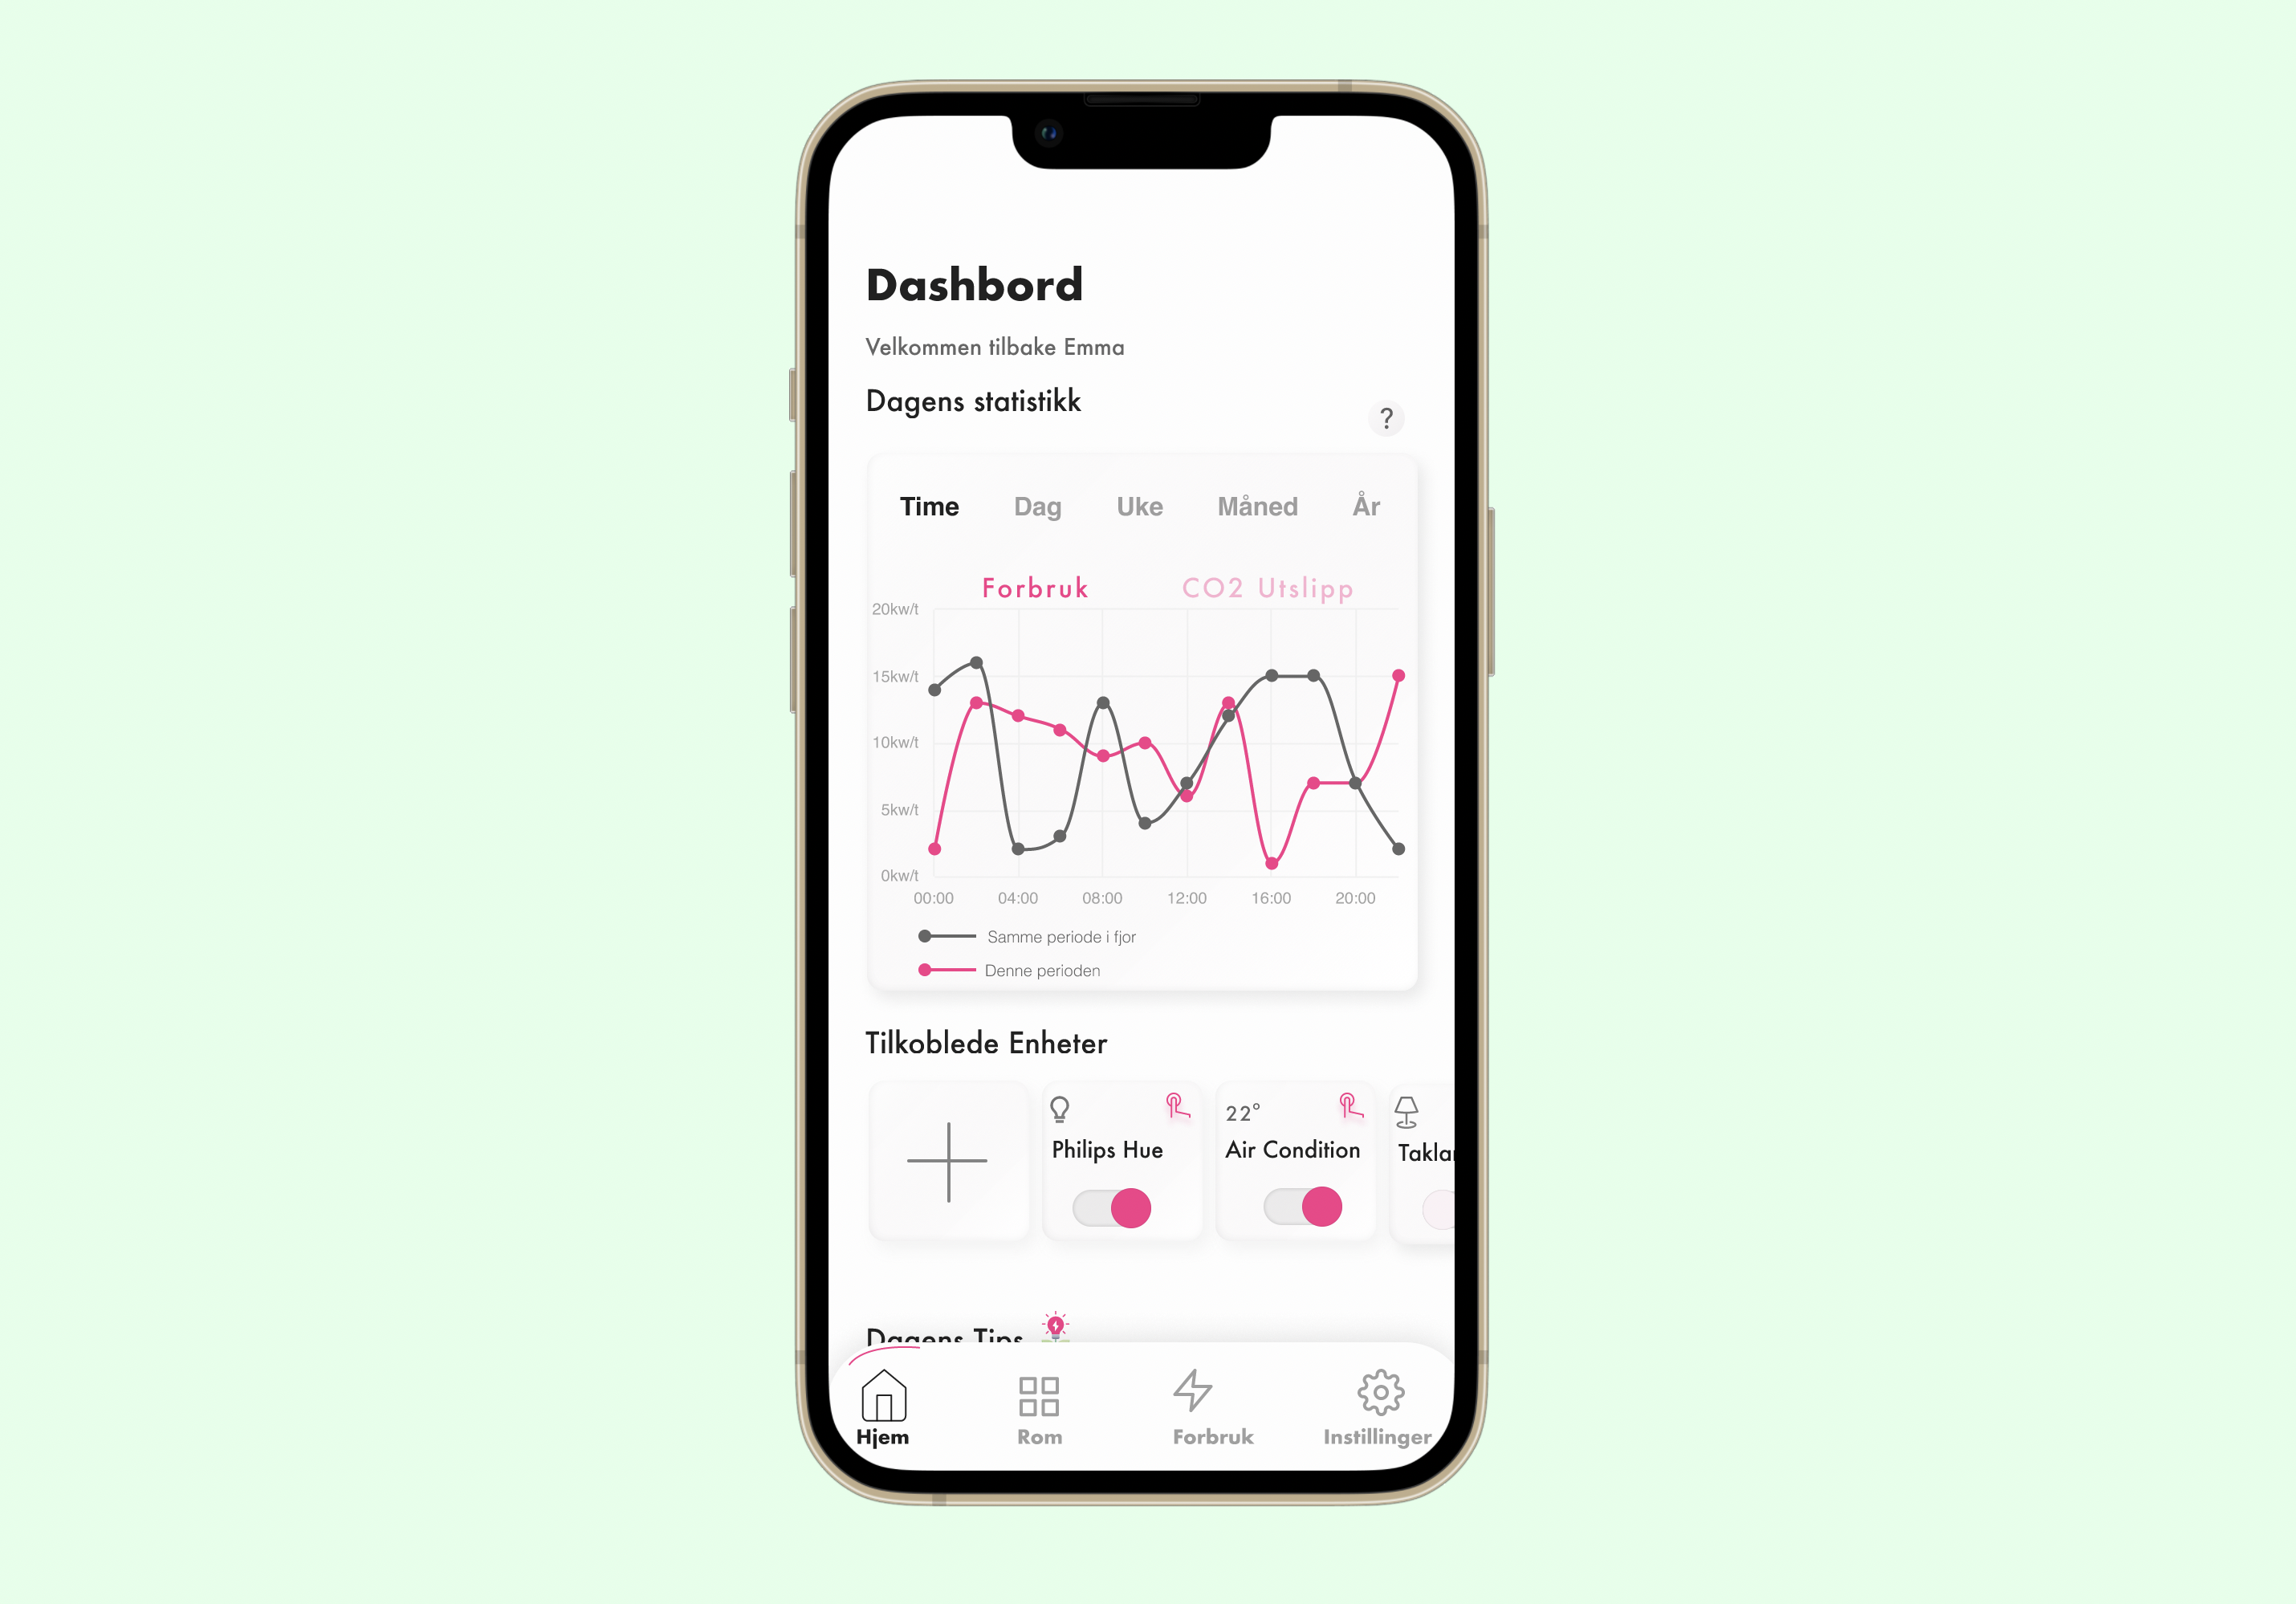 Dashbord
Velkommen tilbake Emma
Dagens statistikk
?
Time Dag Uke Måned År
Forbruk CO2 Utslipp
20kw/t
15kw/t
10kw/t
5kw/t
0kw/t
00:00 04:00 08:00 12:00 16:00 20:00
Samme periode i fjor
Denne perioden
Tilkoblede Enheter
22°
Philips Hue Air Condition
Dagens Tips
Hjem Rom Forbruk Instillinger